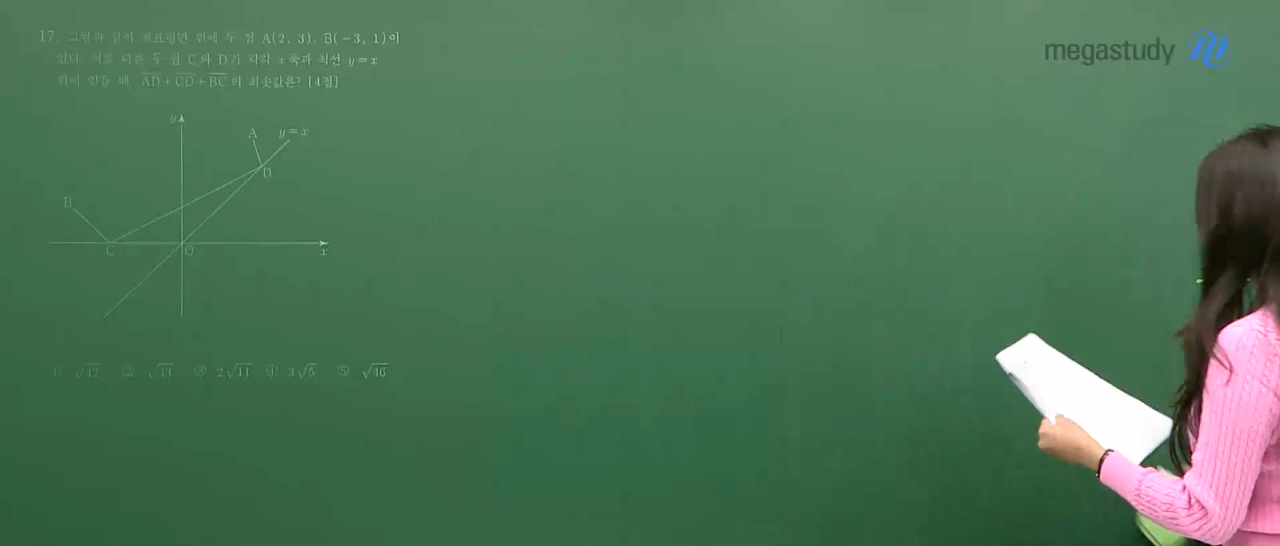 17. 그림과 같이 좌표평면 위에 두 점 A(2, 3), B(−3, 1)이
있다. 서로 다른 두 점 C와 D가 각각 x축과 직선 y=x
위에 있을 때, AD+CD+BC의 최솟값은? [4점]
megastudy
y
A
y=x
D
B
C
O
x
① √42 ② √43 ③ 2√11 ④ 3√5 ⑤ √46